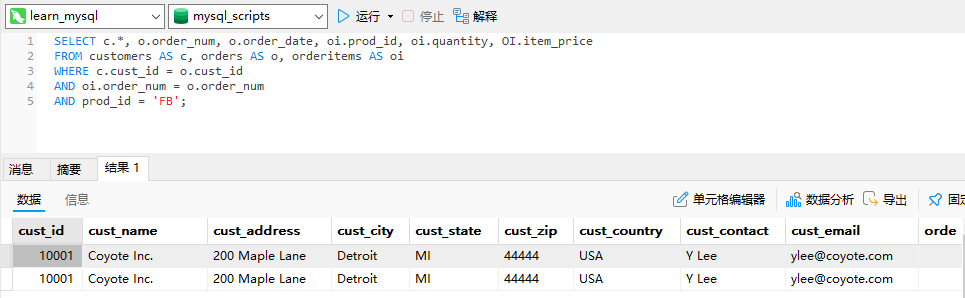 learn_mysql mysql_scripts 运行 停止 解释
1 SELECT c.*, o.order_num, o.order_date, oi.prod_id, oi.quantity, OI.item_price
2 FROM customers AS c, orders AS o, orderitems AS oi
3 WHERE c.cust_id = o.cust_id
4 AND oi.order_num = o.order_num
5 AND prod_id = 'FB';
消息 摘要 结果 1
数据 信息 单元格编辑器 数据分析 导出 固定
cust_id cust_name cust_address cust_city cust_state cust_zip cust_country cust_contact cust_email orde
10001 Coyote Inc. 200 Maple Lane Detroit MI 44444 USA Y Lee ylee@coyote.com
10001 Coyote Inc. 200 Maple Lane Detroit MI 44444 USA Y Lee ylee@coyote.com